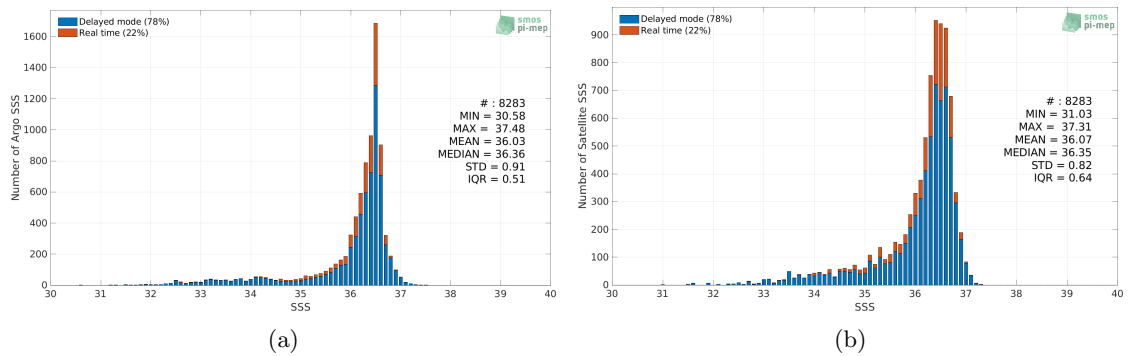 Delayed mode (78%)
Real time (22%)
smos
pi-mep
# : 8283
MIN = 30.58
MAX = 37.48
MEAN = 36.03
MEDIAN = 36.36
STD = 0.91
IQR = 0.51
Number of Argo SSS
1600
1400
1200
1000
800
600
400
200
0
30 31 32 33 34 35 36 37 38 39 40
SSS
(a)
Delayed mode (78%)
Real time (22%)
smos
pi-mep
# : 8283
MIN = 31.03
MAX = 37.31
MEAN = 36.07
MEDIAN = 36.35
STD = 0.82
IQR = 0.64
Number of Satellite SSS
900
800
700
600
500
400
300
200
100
0
30 31 32 33 34 35 36 37 38 39 40
SSS
(b)